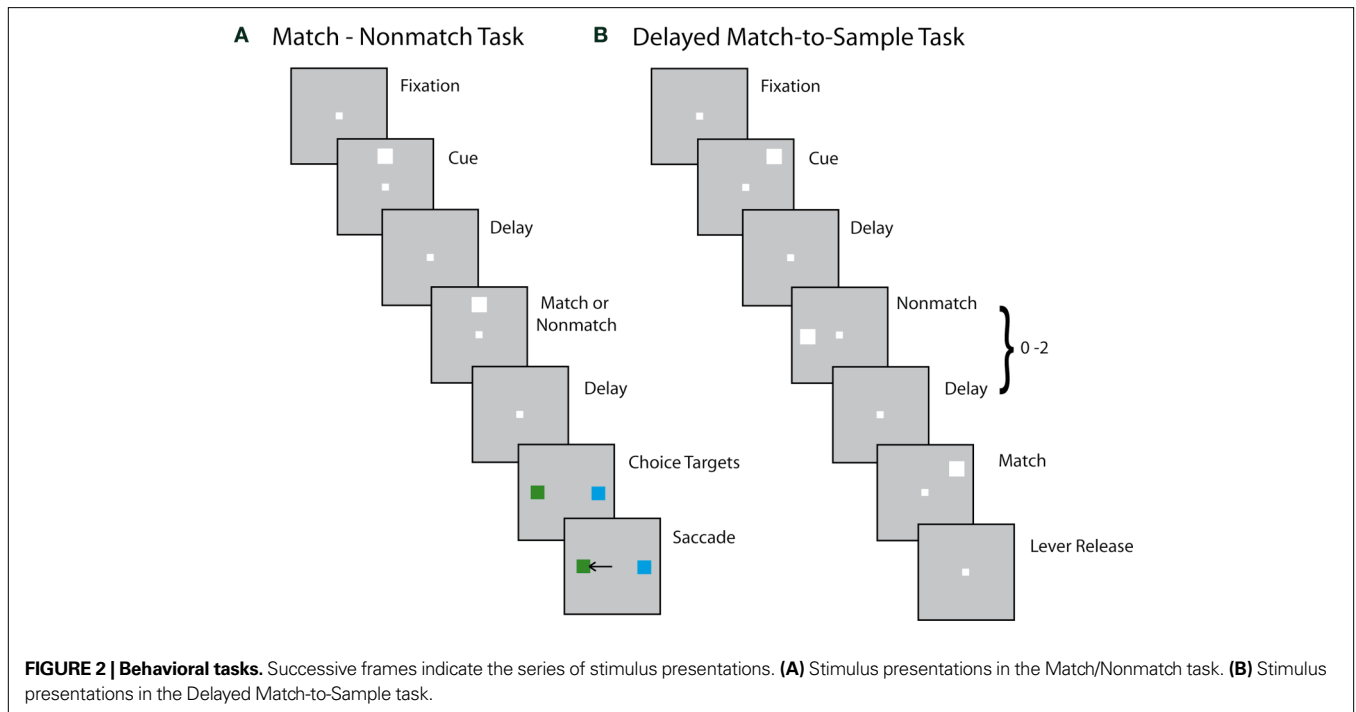 A Match - Nonmatch Task
Fixation
Cue
Delay
Match or
Nonmatch
Delay
Choice Targets
Saccade
B Delayed Match-to-Sample Task
Fixation
Cue
Delay
Nonmatch
0 -2
Delay
Match
Lever Release
FIGURE 2 | Behavioral tasks. Successive frames indicate the series of stimulus presentations. (A) Stimulus presentations in the Match/Nonmatch task. (B) Stimulus
presentations in the Delayed Match-to-Sample task.